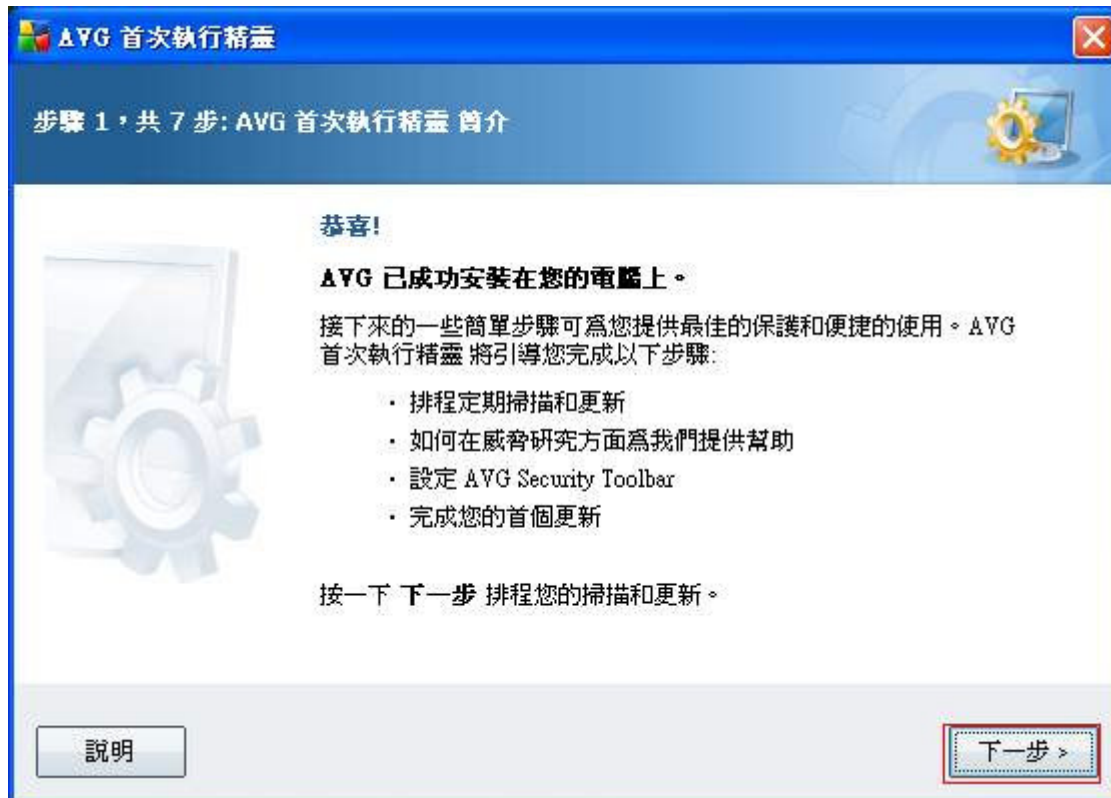 AVG 首次執行精靈
步驟 1,共 7 步: AVG 首次執行精靈 簡介
恭喜!
AVG 已成功安裝在您的電腦上。
接下來的一些簡單步驟可爲您提供最佳的保護和便捷的使用。AVG
首次執行精靈 將引導您完成以下步驟:
· 排程定期掃描和更新
· 如何在威脅研究方面爲我們提供幫助
· 設定 AVG Security Toolbar
· 完成您的首個更新
按一下 下一步 排程您的掃描和更新。
說明
下一步 >